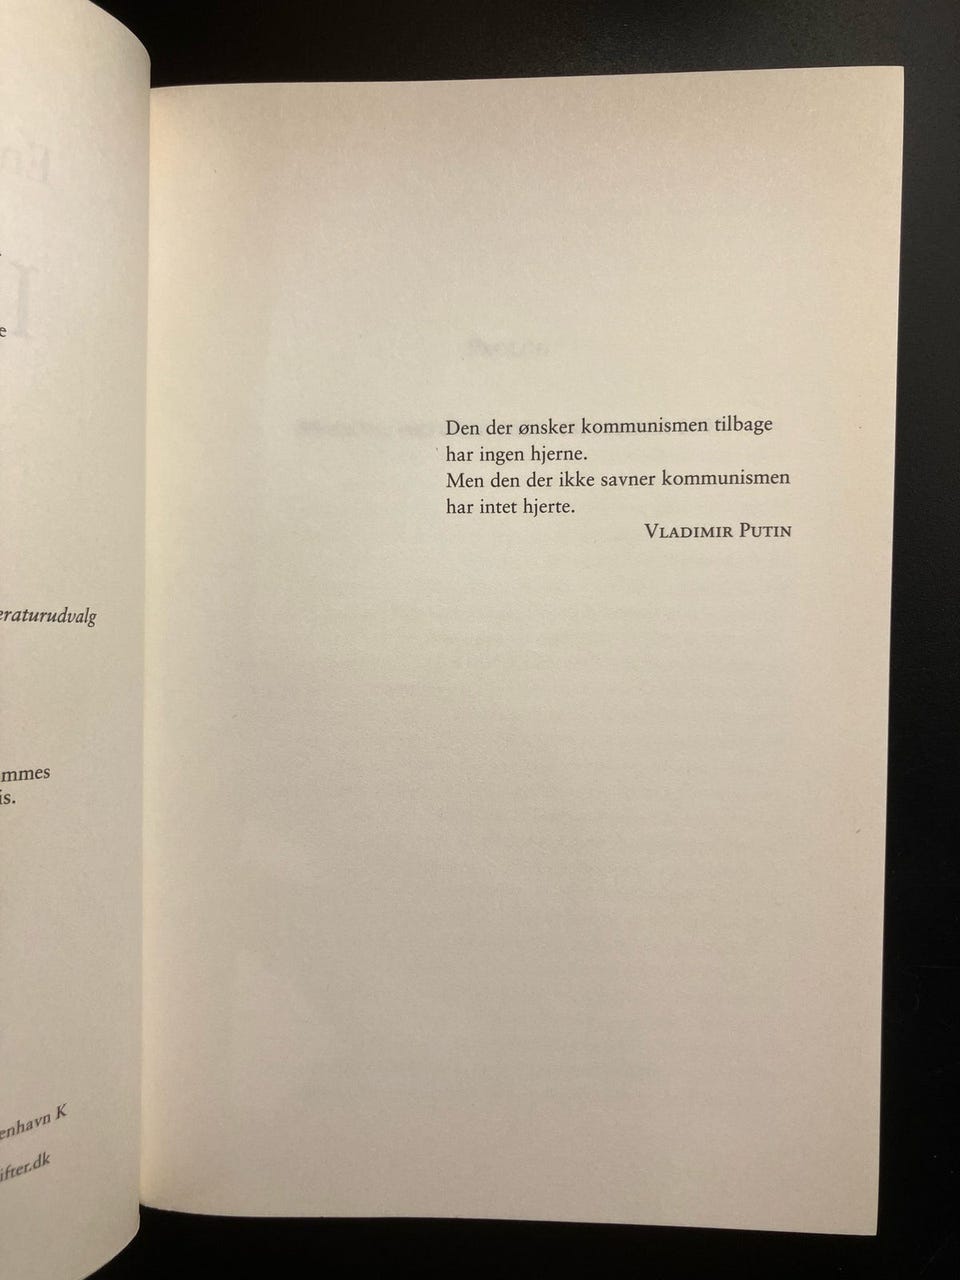 e
eraturudvalg
ammes
is.
enhavn K
ifter.dk
Den der ønsker kommunismen tilbage
har ingen hjerne.
Men den der ikke savner kommunismen
har intet hjerte.
VLADIMIR PUTIN